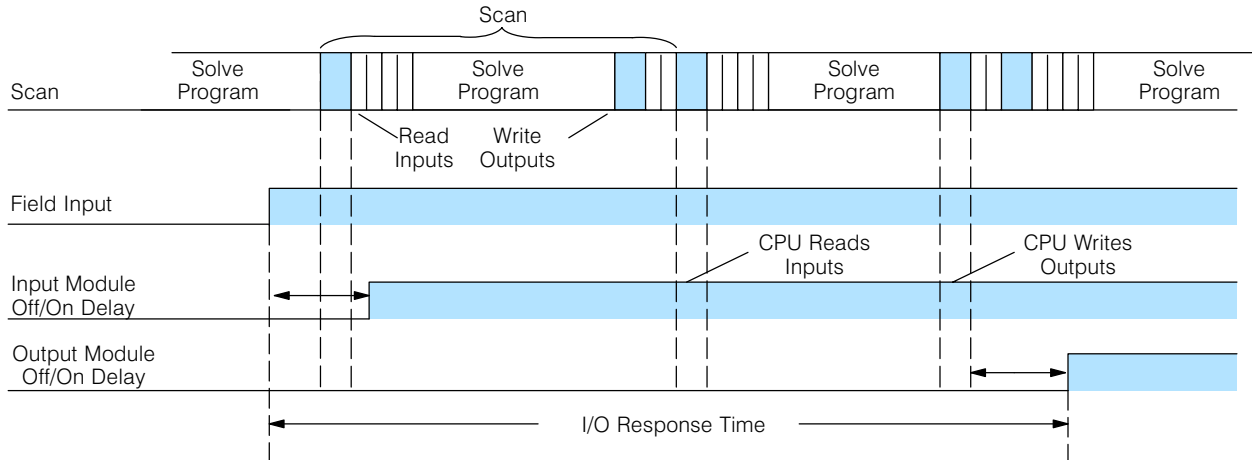 Scan
Scan
Solve
Program
Solve
Program
Solve
Program
Solve
Program
Read
Inputs
Write
Outputs
Field Input
CPU Reads
Inputs
CPU Writes
Outputs
Input Module
Off/On Delay
Output Module
Off/On Delay
I/O Response Time